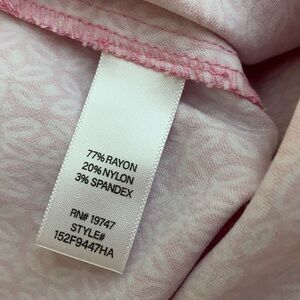 77% RAYON
20% NYLON
3% SPANDEX
RN# 19747
STYLE#
152F9447HA